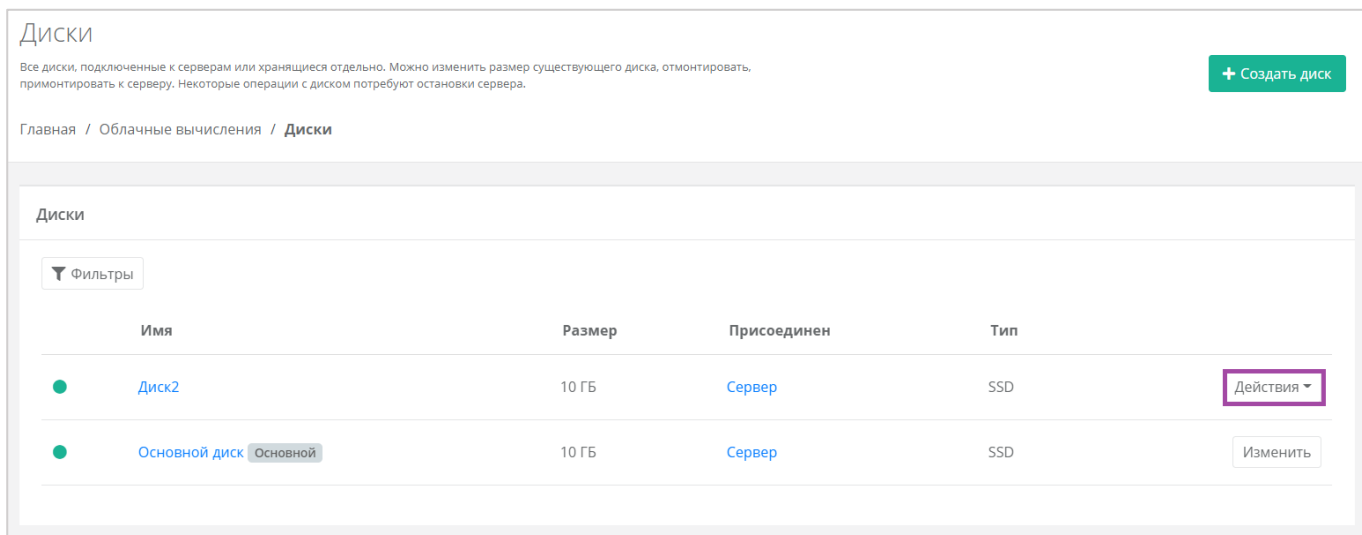 Диски
Все диски, подключенные к серверам или хранящиеся отдельно. Можно изменить размер существующего диска, отмонтировать,
примонтировать к серверу. Некоторые операции с диском потребуют остановки сервера.
+ Создать диск
Главная / Облачные вычисления / Диски
Диски
Фильтры
Имя Размер Присоединен Тип
Диск2 10 ГБ Сервер SSD Действия
Основной диск Основной 10 ГБ Сервер SSD Изменить